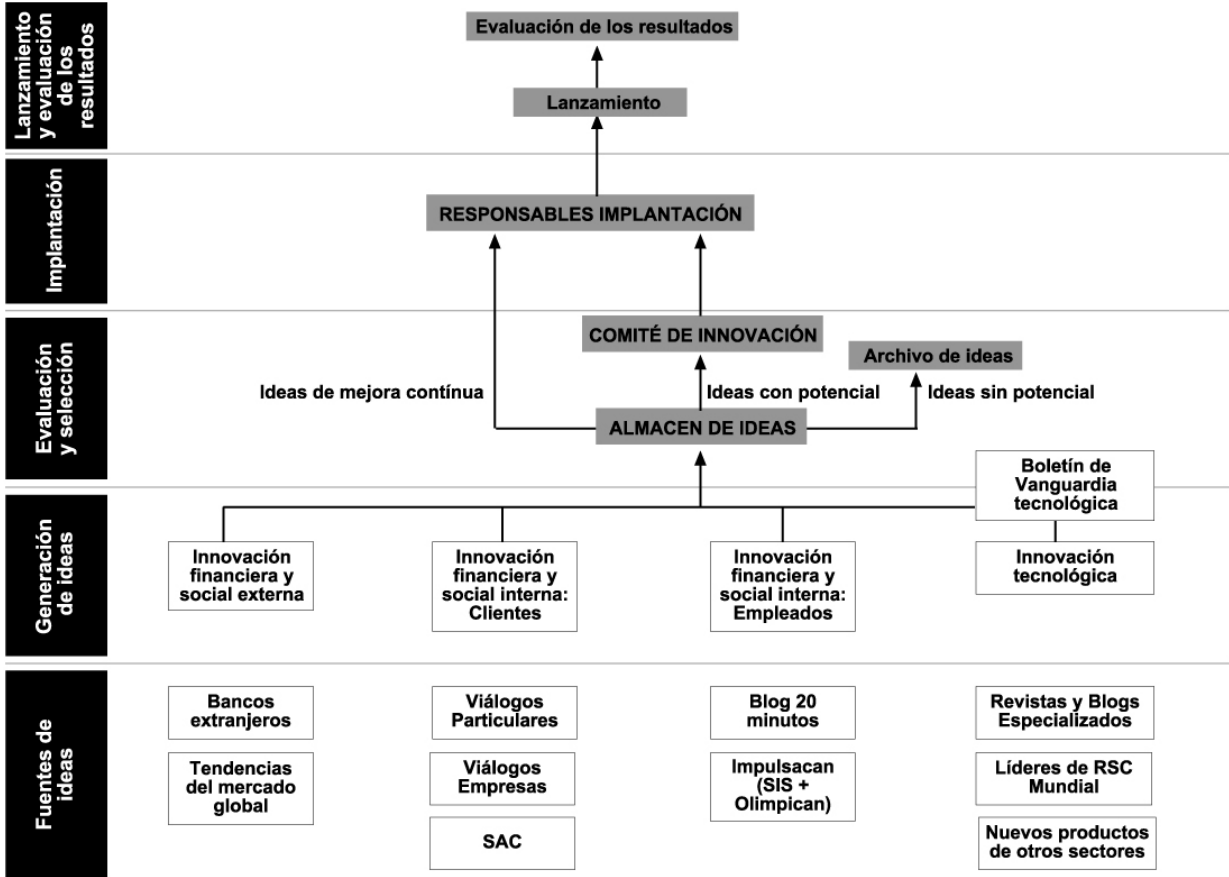 Lanzamiento
y evaluación
de los
resultados
Evaluación de los resultados
Lanzamiento
Implantación
RESPONSABLES IMPLANTACIÓN
Evaluación
y selección
COMITÉ DE INNOVACIÓN
Archivo de ideas
Ideas de mejora contínua
Ideas con potencial
Ideas sin potencial
ALMACEN DE IDEAS
Boletín de
Vanguardia
tecnológica
Generación
de ideas
Innovación
financiera y
social externa
Innovación
financiera y
social interna:
Clientes
Innovación
financiera y
social interna:
Empleados
Innovación
tecnológica
Fuentes de
ideas
Bancos
extranjeros
Tendencias
del mercado
global
Viálogos
Particulares
Viálogos
Empresas
SAC
Blog 20
minutos
Impulsacan
(SIS +
Olimpican)
Revistas y Blogs
Especializados
Líderes de RSC
Mundial
Nuevos productos
de otros sectores